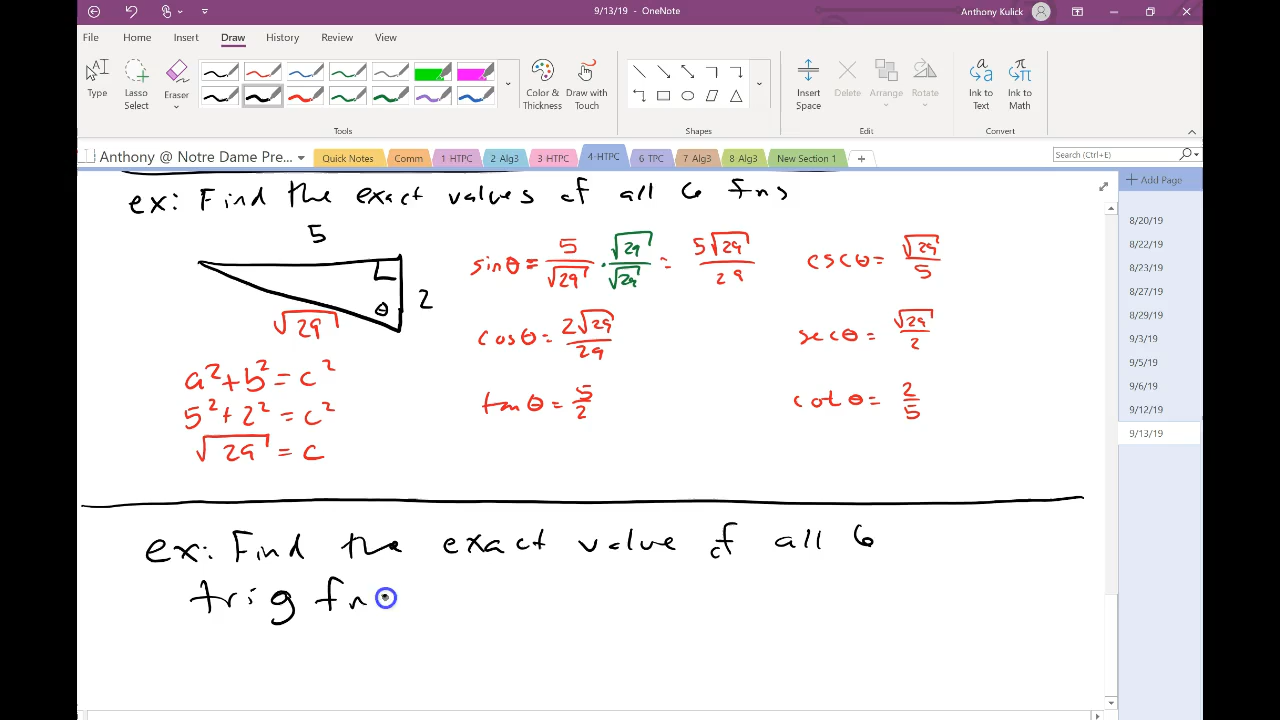 9/13/19 - OneNote
Anthony Kulick
File Home Insert Draw History Review View
Type
Lasso Select
Eraser
Color & Thickness
Draw with Touch
Insert Space
Delete
Arrange
Rotate
Ink to Text
Ink to Math
Tools
Shapes
Edit
Convert
Anthony @ Notre Dame Pre...
Quick Notes Comm 1 HTPC 2 Alg3 3 HTPC 4-HTPC 6 TPC 7 Alg3 8 Alg3 New Section 1 +
Search (Ctrl+E)
+ Add Page
8/20/19
8/22/19
8/23/19
8/27/19
8/29/19
9/3/19
9/5/19
9/6/19
9/12/19
9/13/19
ex: Find the exact values of all 6 fns
5
2
θ
√29
a² + b² = c²
5² + 2² = c²
√29 = c
sinθ = 5/√29 · √29/√29 = 5√29/29
cscθ = √29/5
cosθ = 2√29/29
secθ = √29/2
tanθ = 5/2
cotθ = 2/5
ex: Find the exact value of all 6
trig fn